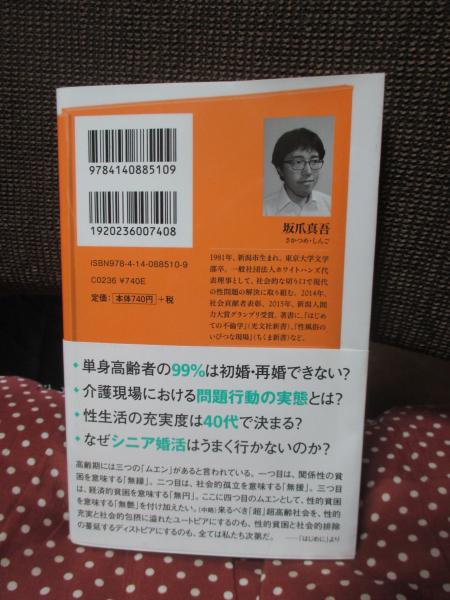 9784140885109
1920236007408
ISBN978-4-14-088510-9
C0236 ¥740E
定価：本体740円＋税
坂爪真吾
さかつめ・しんご
1981年、新潟市生まれ。東京大学文学
部卒。一般社団法人ホワイトハンズ代
表理事として、社会的な切り口で現代
の性問題の解決に取り組む。2014年、
社会貢献者表彰、2015年、新潟人間
力大賞グランプリ受賞。著書に、『はじ
めての不倫学』（光文社新書）、『性風俗の
いびつな現場』（ちくま新書）など。
・単身高齢者の99％は初婚・再婚できない？
・介護現場における問題行動の実態とは？
・性生活の充実度は40代で決まる？
・なぜシニア婚活はうまく行かないのか？
高齢期には三つの「ムエン」があると言われている。一つ目は、関係性の貧
困を意味する「無縁」。二つ目は、社会的孤立を意味する「無援」。三つ目
は、経済的貧困を意味する「無円」。ここに四つ目のムエンとして、性的貧
困を意味する「無艶」を付け加えたい。（中略）来るべき「超」超高齢社会を、性的
充実と社会的包摂に溢れたユートピアにするのも、性的貧困と社会的排除
の蔓延するディストピアにするのも、全ては私たち次第だ。
――「はじめに」より